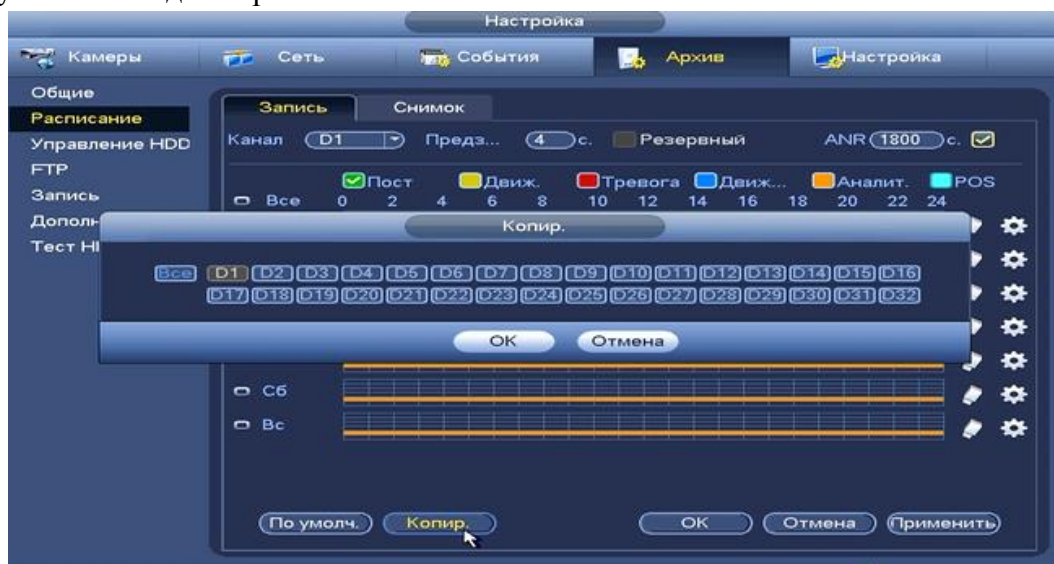 Настройка
Камеры Сеть События Архив Настройка
Общие
Расписание
Управление HDD
FTP
Запись
Дополн
Тест HI
Запись Снимок
Канал D1 Предз... 4 с. Резервный ANR 1800 с.
Пост Движ. Тревога Движ... Аналит. POS
Все 0 2 4 6 8 10 12 14 16 18 20 22 24
Копир.
Все D1 D2 D3 D4 D5 D6 D7 D8 D9 D10 D11 D12 D13 D14 D15 D16
D17 D18 D19 D20 D21 D22 D23 D24 D25 D26 D27 D28 D29 D30 D31 D32
OK Отмена
Сб
Вс
По умолч. Копир. OK Отмена Применить